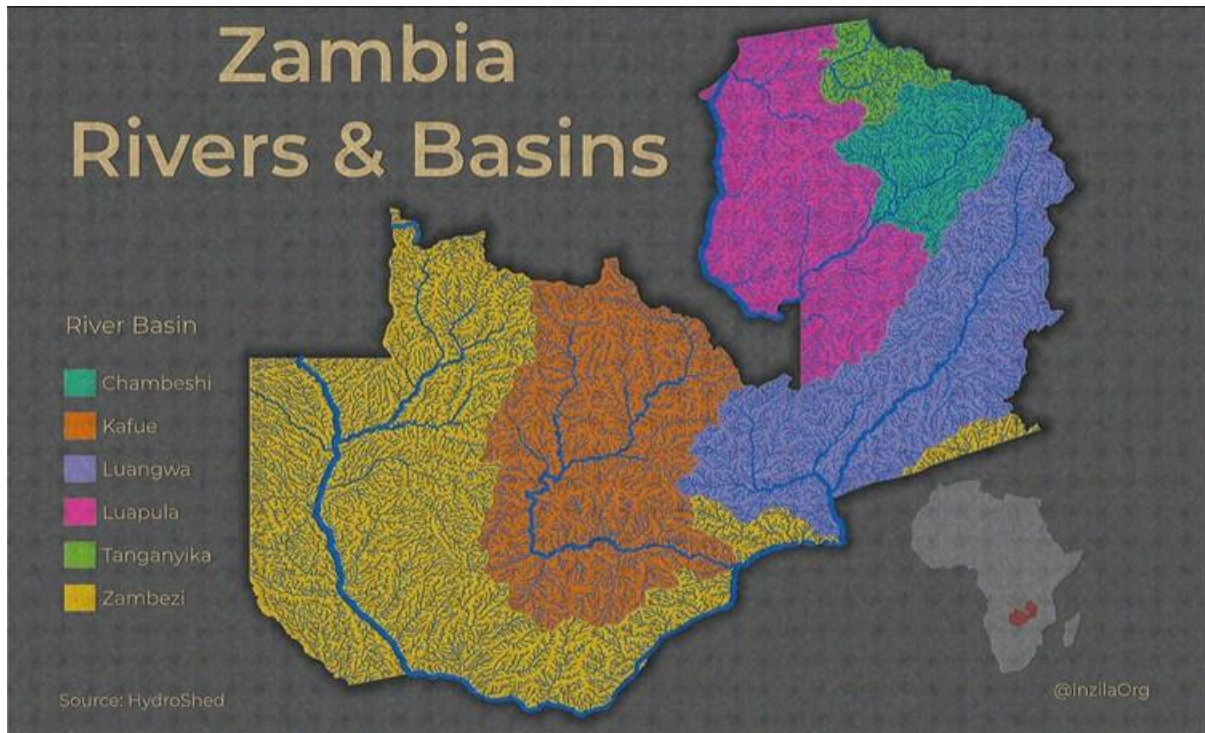 Zambia
Rivers & Basins
River Basin
Chambeshi
Kafue
Luangwa
Luapula
Tanganyika
Zambezi
Source: HydroShed
@InzilaOrg